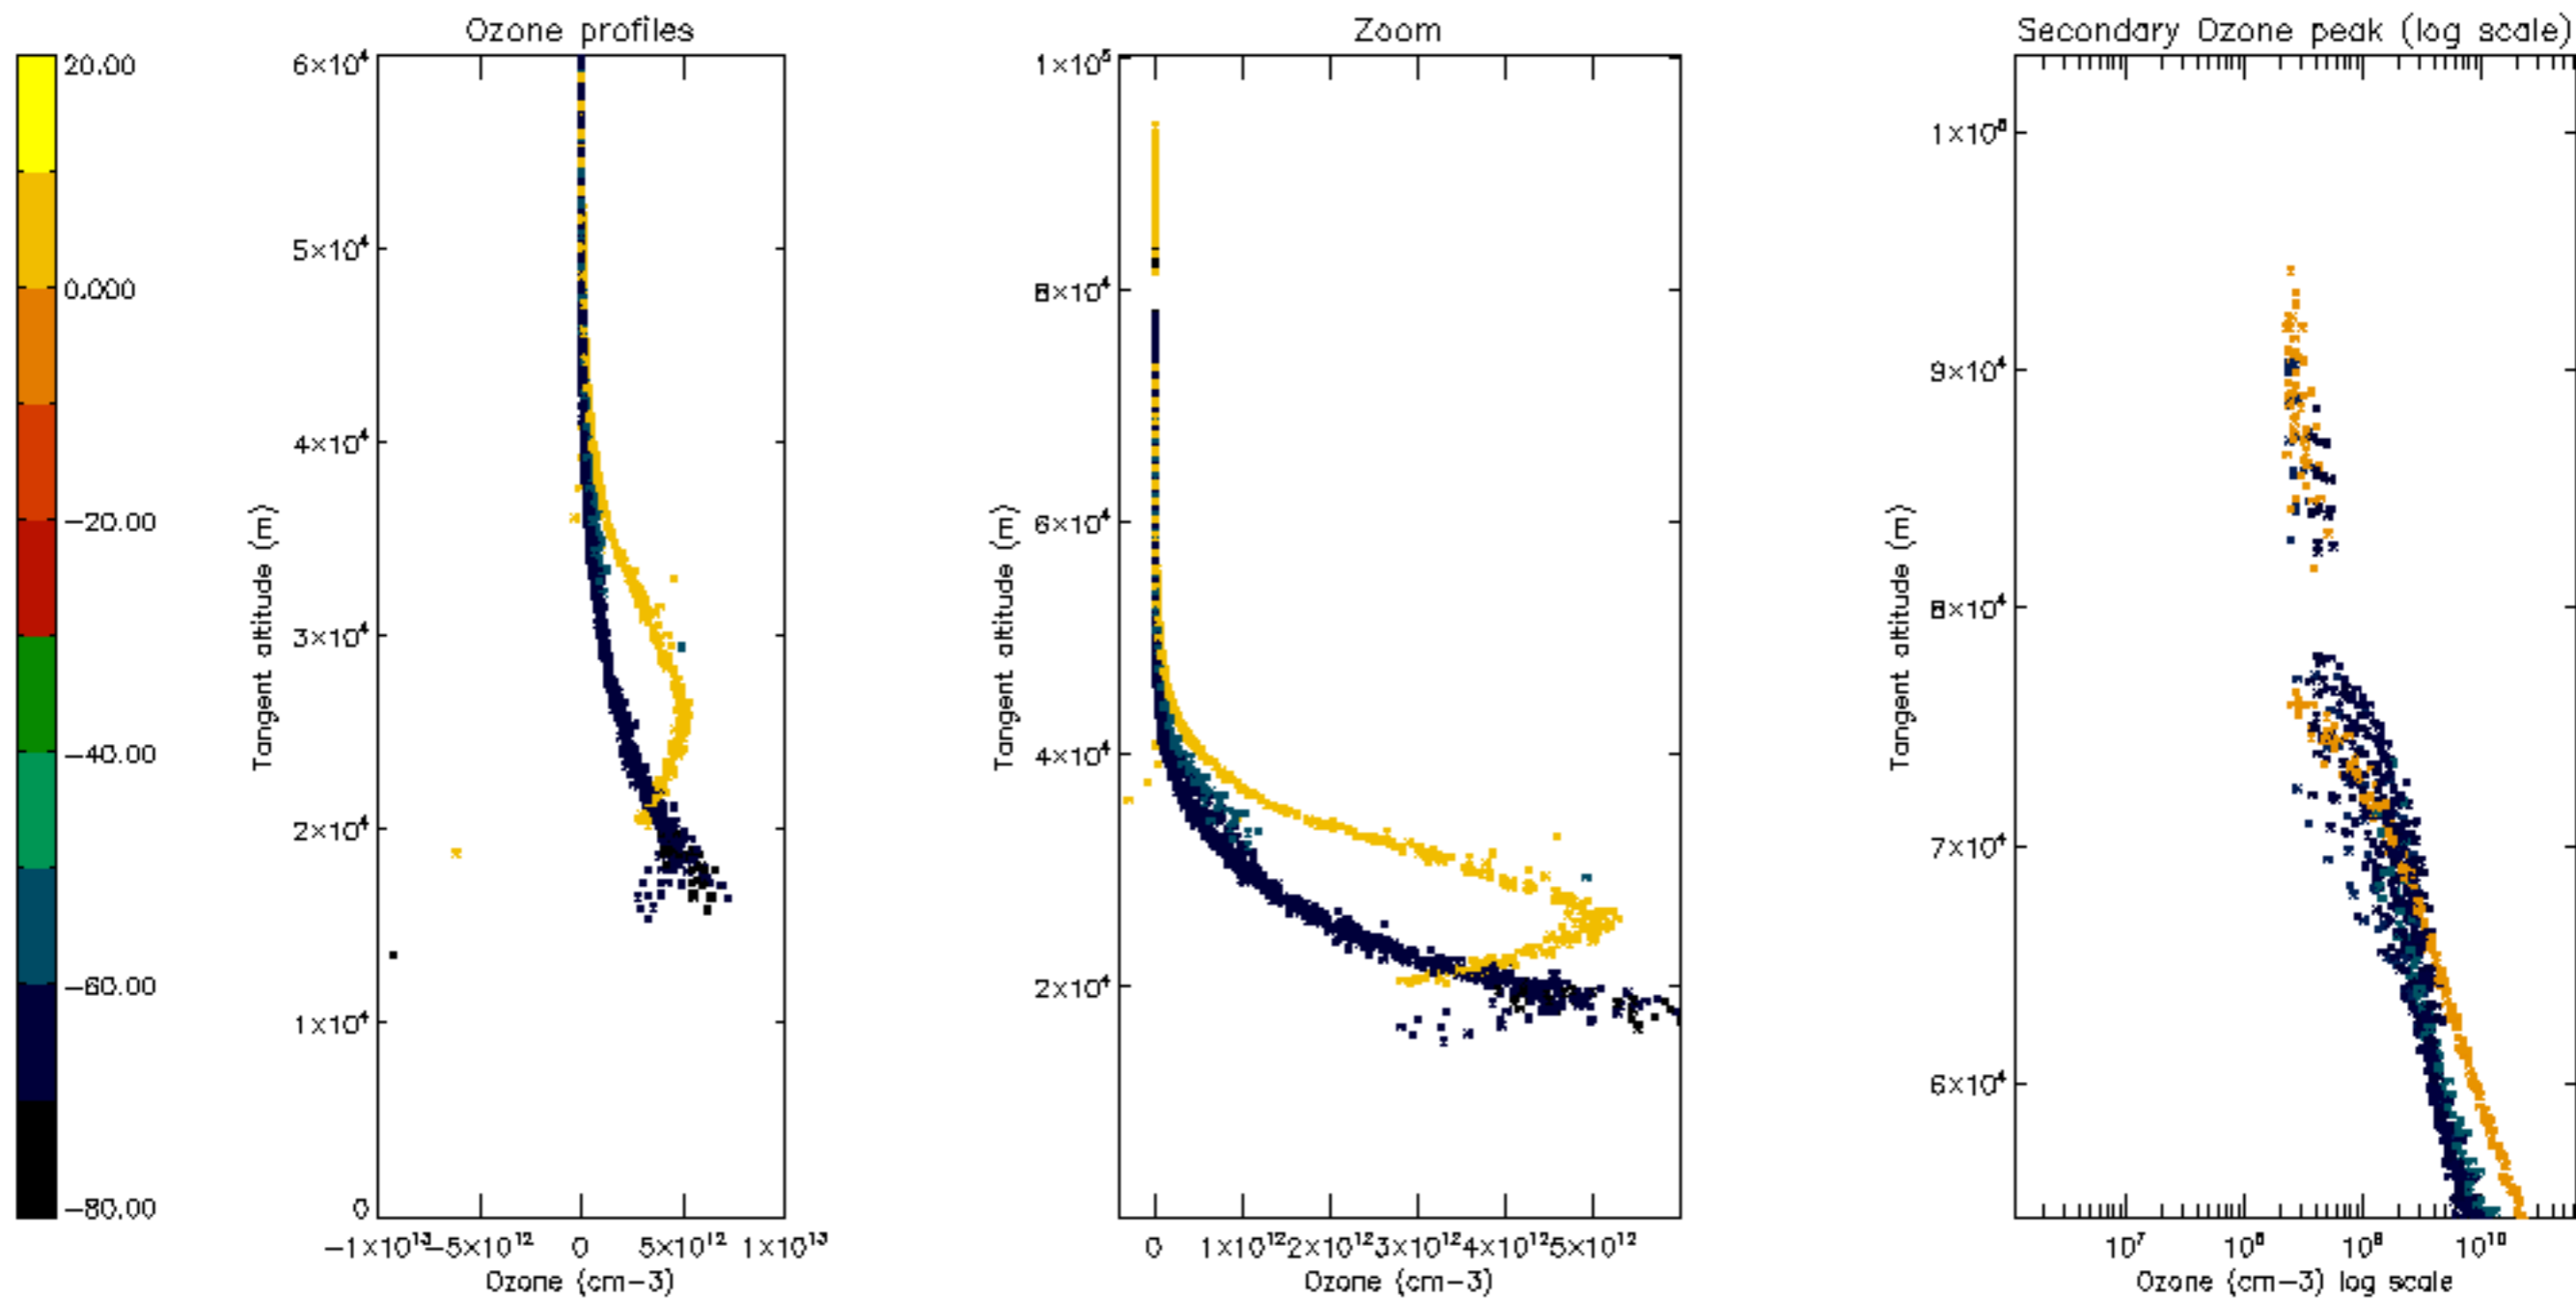 Ozone profiles
Zoom
Secondary Ozone peak (log scale)
20.00
0.000
−20.00
−40.00
−60.00
−80.00
6×10⁴
5×10⁴
4×10⁴
3×10⁴
2×10⁴
1×10⁴
0
Tangent altitude (m)
−1×10¹³ −5×10¹² 0 5×10¹² 1×10¹³
Ozone (cm−3)
1×10⁵
8×10⁴
6×10⁴
4×10⁴
2×10⁴
Tangent altitude (m)
0 1×10¹² 2×10¹² 3×10¹² 4×10¹² 5×10¹²
Ozone (cm−3)
1×10⁵
9×10⁴
8×10⁴
7×10⁴
6×10⁴
Tangent altitude (m)
10⁷ 10⁸ 10⁹ 10¹⁰
Ozone (cm−3) log scale